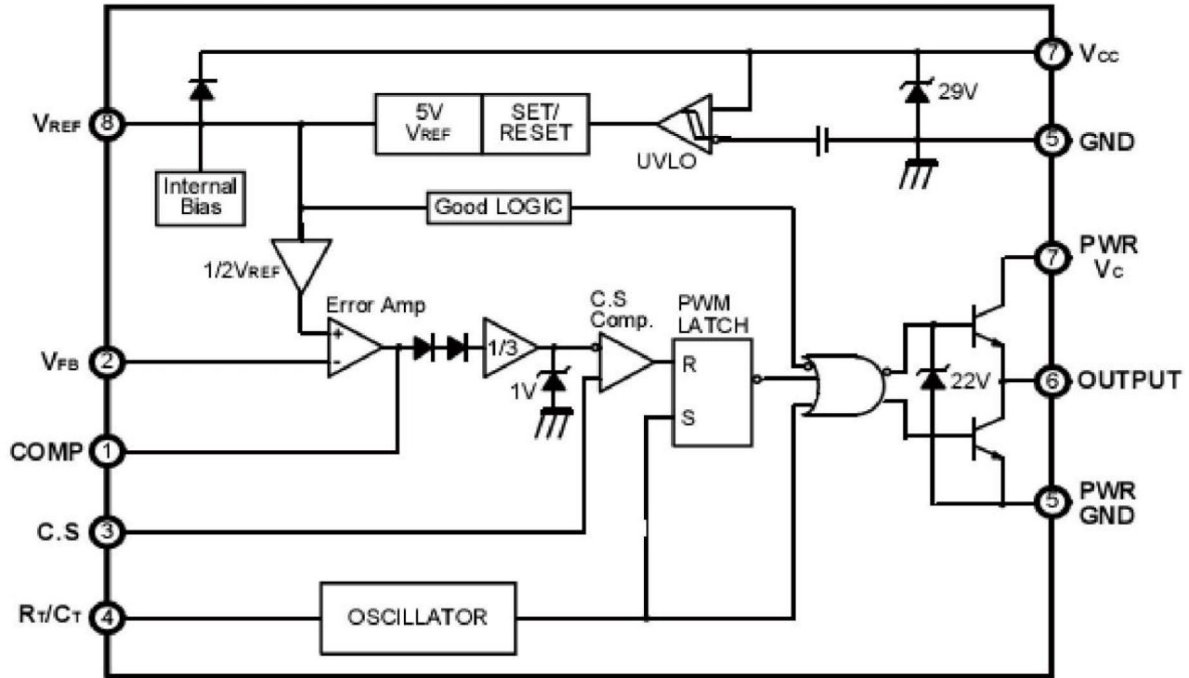 7 Vcc
29V
VREF 8
5V
VREF
SET/
RESET
UVLO
5 GND
Internal
Bias
Good LOGIC
1/2VREF
7 PWR
Vc
Error Amp
C.S
Comp.
PWM
LATCH
+
-
1/3
1V
R
S
VFB 2
22V
6 OUTPUT
COMP 1
5 PWR
GND
C.S 3
RT/CT 4
OSCILLATOR